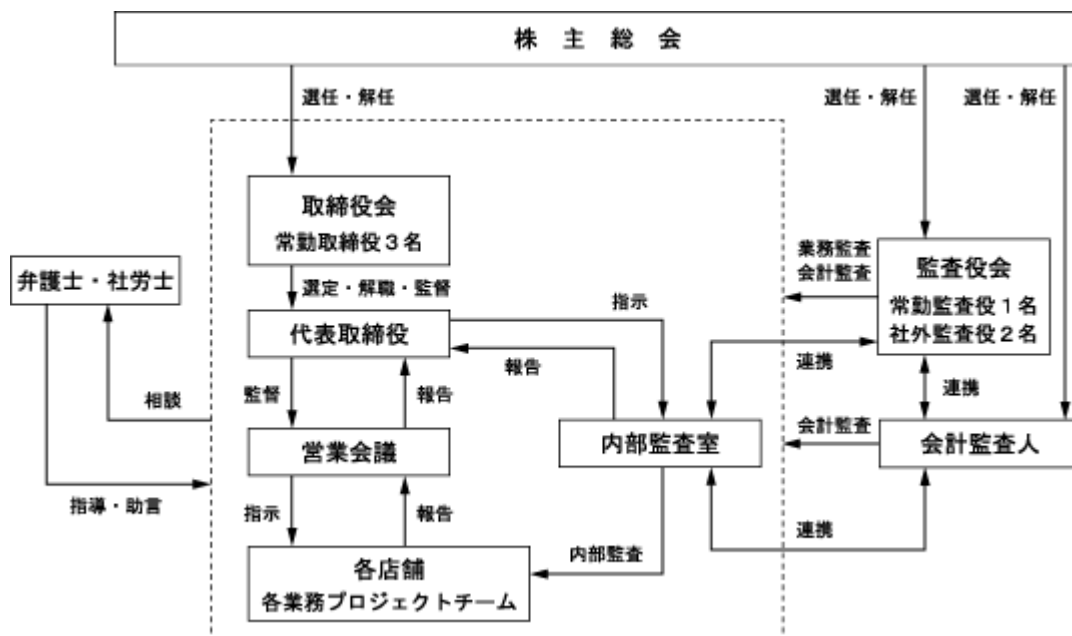 株主総会
選任・解任
選任・解任
選任・解任
取締役会
常勤取締役3名
業務監査
会計監査
監査役会
常勤監査役1名
社外監査役2名
弁護士・社労士
選定・解職・監督
指示
代表取締役
報告
連携
監督
報告
連携
相談
営業会議
内部監査室
会計監査
会計監査人
指導・助言
指示
報告
連携
内部監査
各店舗
各業務プロジェクトチーム